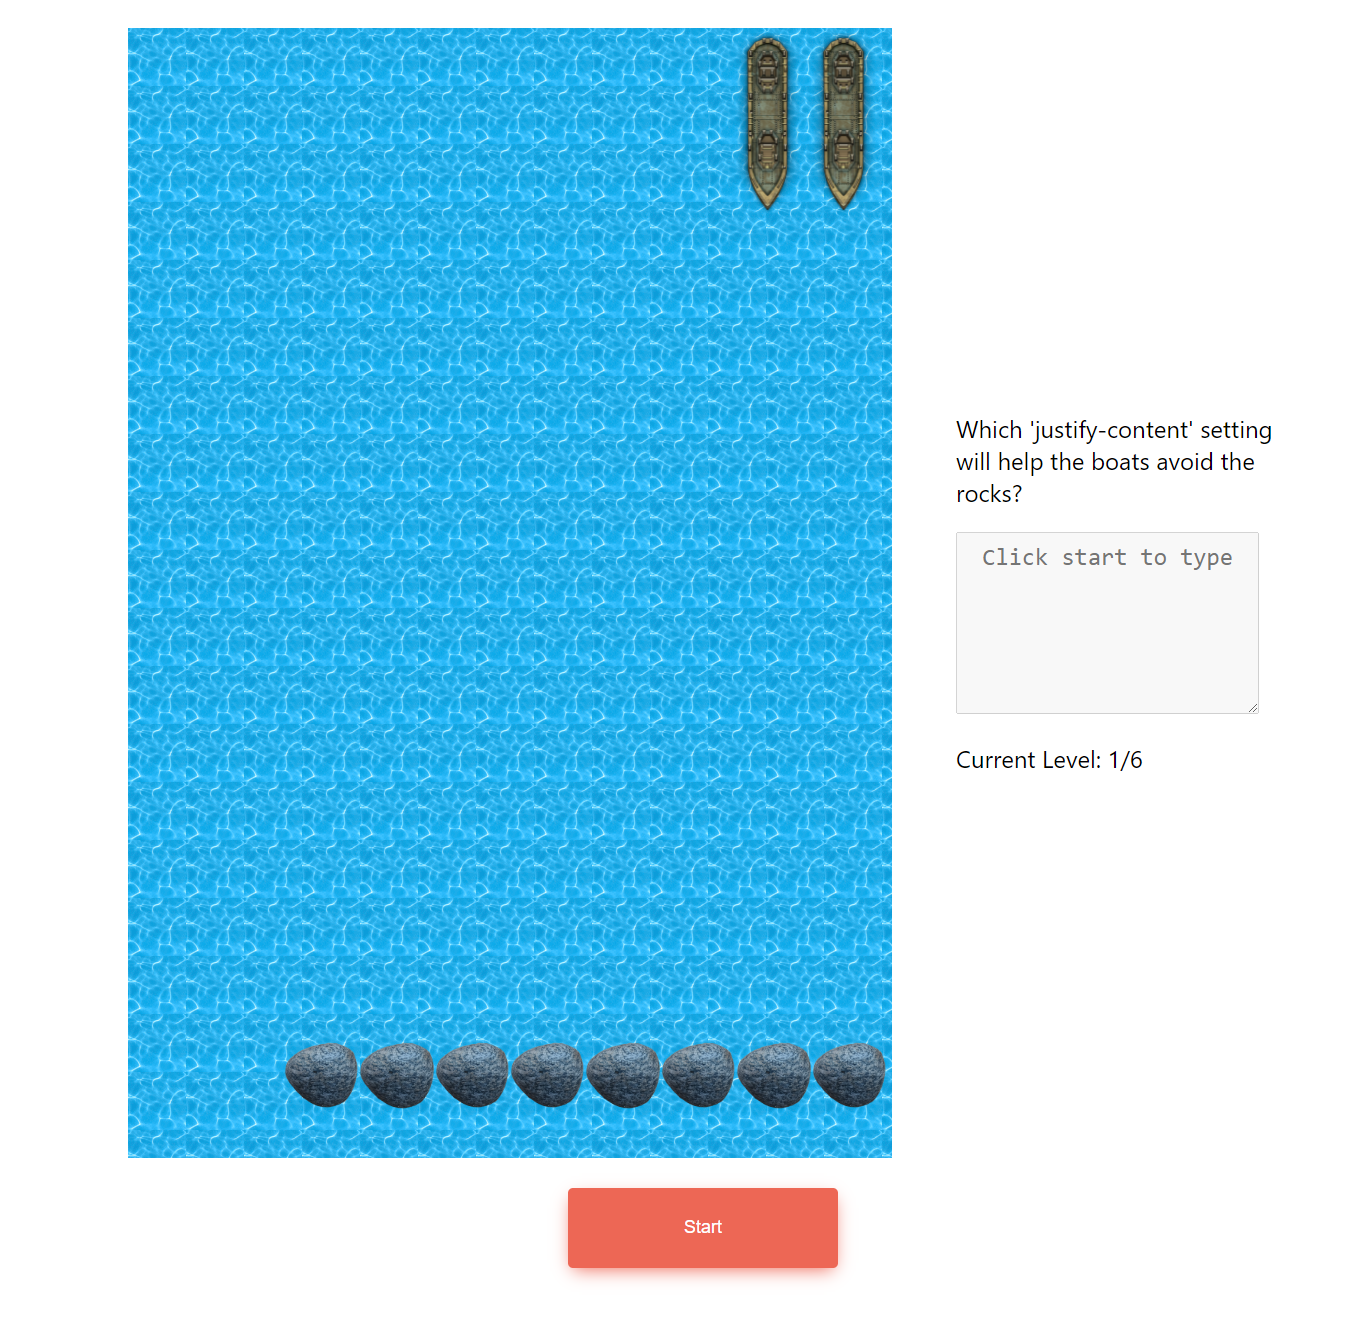 Which 'justify-content' setting
will help the boats avoid the
rocks?
Click start to type
Current Level: 1/6
Start